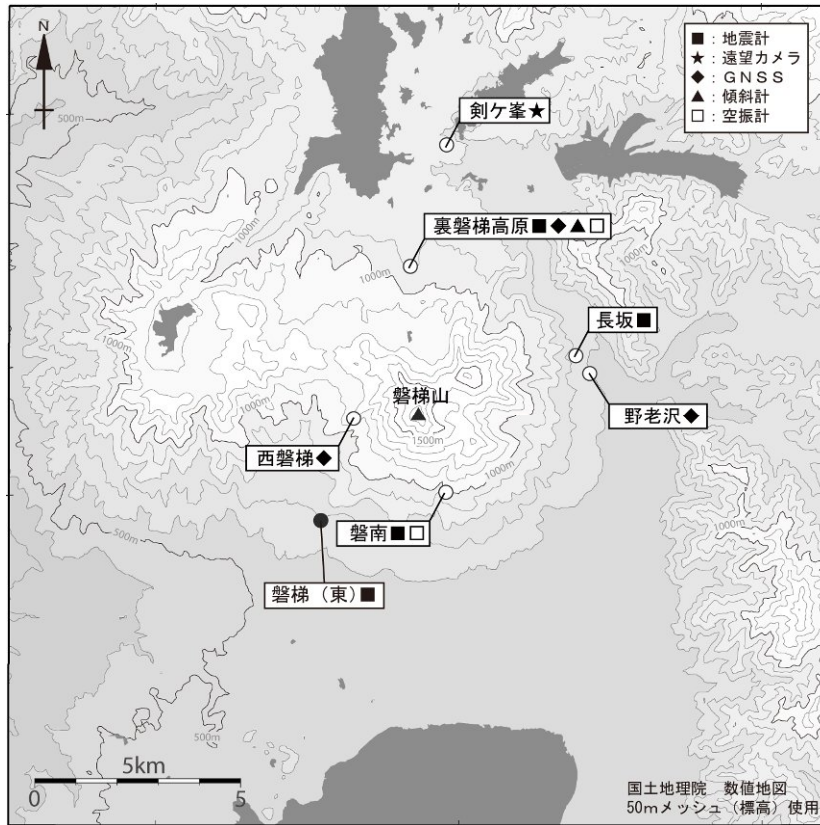 N
■：地震計
★：遠望カメラ
◆：ＧＮＳＳ
▲：傾斜計
□：空振計
500m
剣ケ峯★
裏磐梯高原■◆▲□
1000m
1000m
1000m
長坂■
1000m
磐梯山
1000m
野老沢◆
1500m
西磐梯◆
1000m
磐南■□
500m
1000m
磐梯（東）■
500m
5km
0 5
国土地理院　数値地図
50mメッシュ（標高）使用